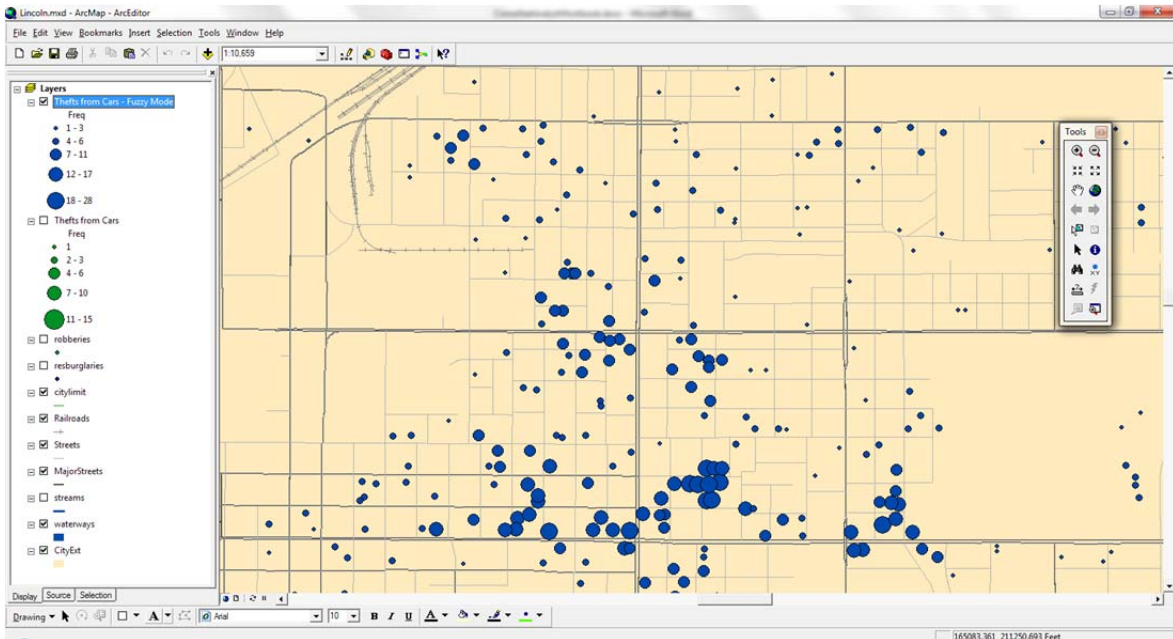 Lincoln.mxd - ArcMap - ArcEditor
File Edit View Bookmarks Insert Selection Tools Window Help
1:10,659
Layers
Thefts from Cars - Fuzzy Mode
Freq
1 - 3
4 - 6
7 - 11
12 - 17
18 - 28
Thefts from Cars
Freq
1
2 - 3
4 - 6
7 - 10
11 - 15
robberies
resburglaries
citylimit
Railroads
Streets
MajorStreets
streams
waterways
CityExt
Tools
XY
Display Source Selection
Drawing A Arial 10 B I U A
165083.361 211250.693 Feet